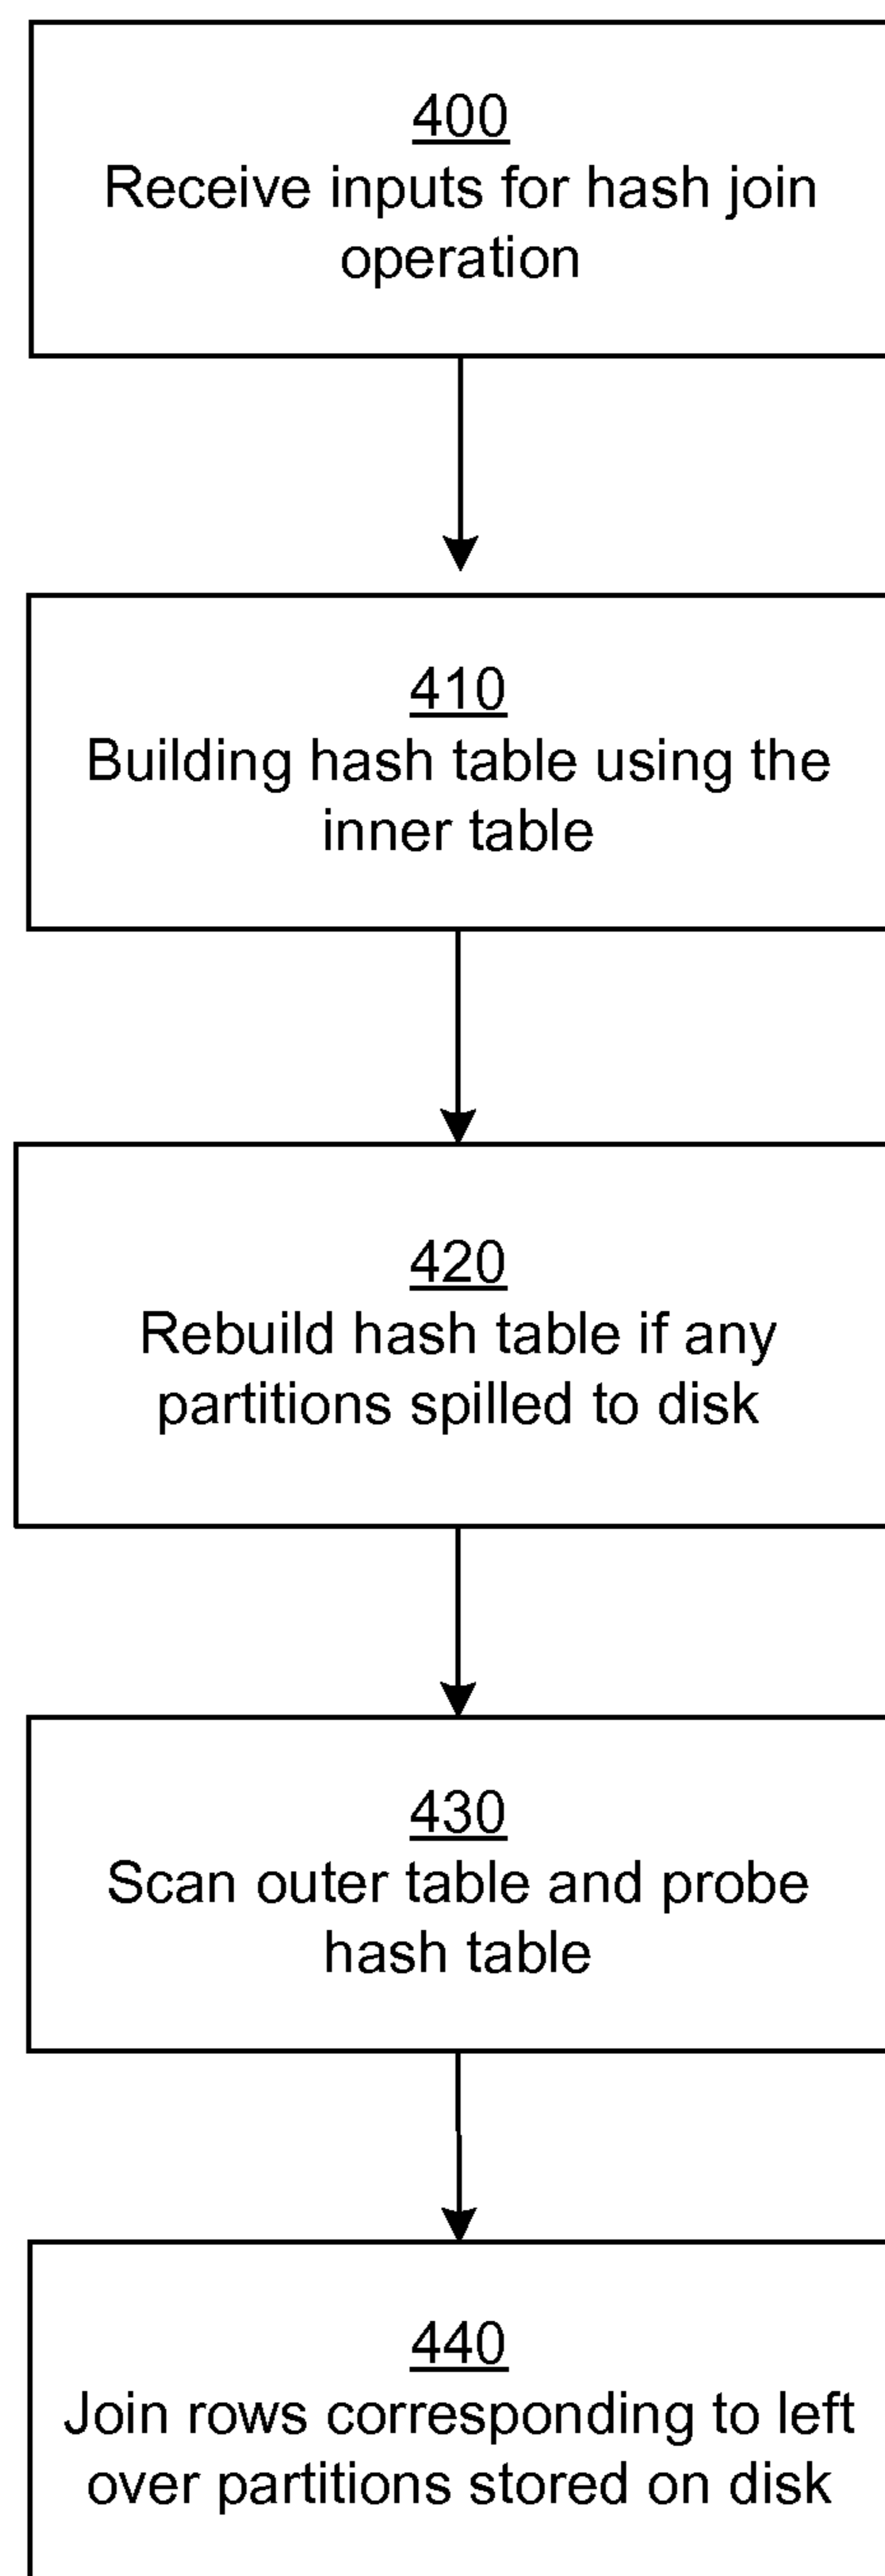 400
Receive inputs for hash join
operation
410
Building hash table using the
inner table
420
Rebuild hash table if any
partitions spilled to disk
430
Scan outer table and probe
hash table
440
Join rows corresponding to left
over partitions stored on disk